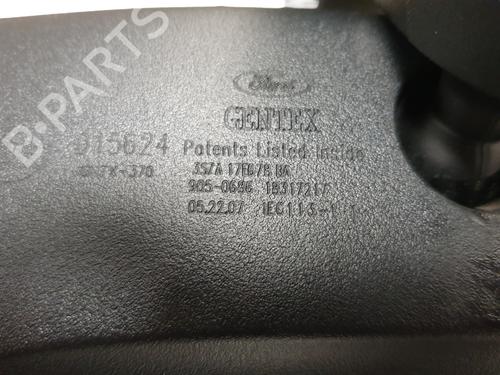 B-PARTS
Ford
GENTEX
015624 Patents Listed Inside
GNTX-370 3SZA 17E678 BA
905-0686 1B317217
05.22.07 IEC113-1